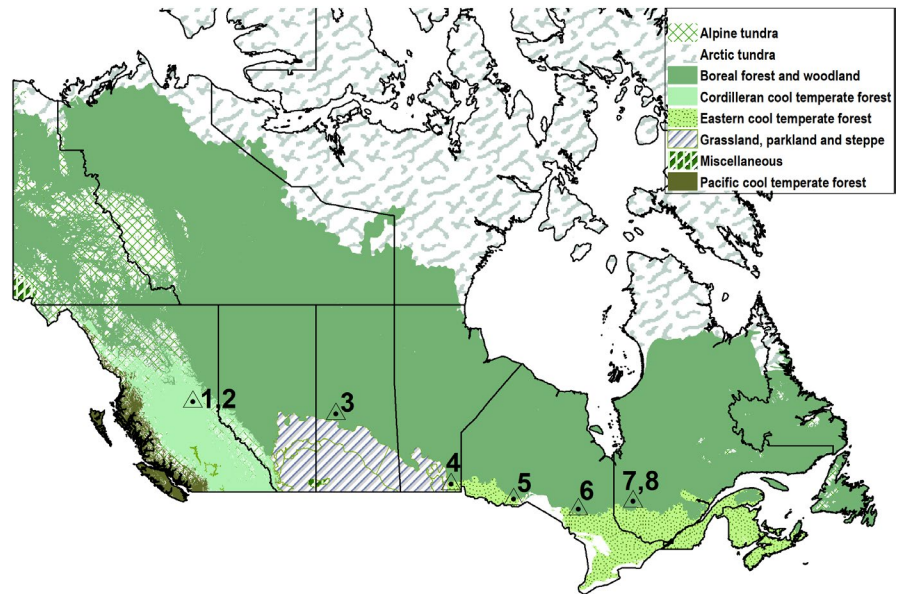 Alpine tundra
Arctic tundra
Boreal forest and woodland
Cordilleran cool temperate forest
Eastern cool temperate forest
Grassland, parkland and steppe
Miscellaneous
Pacific cool temperate forest
1,2
3
4
5
6
7,8